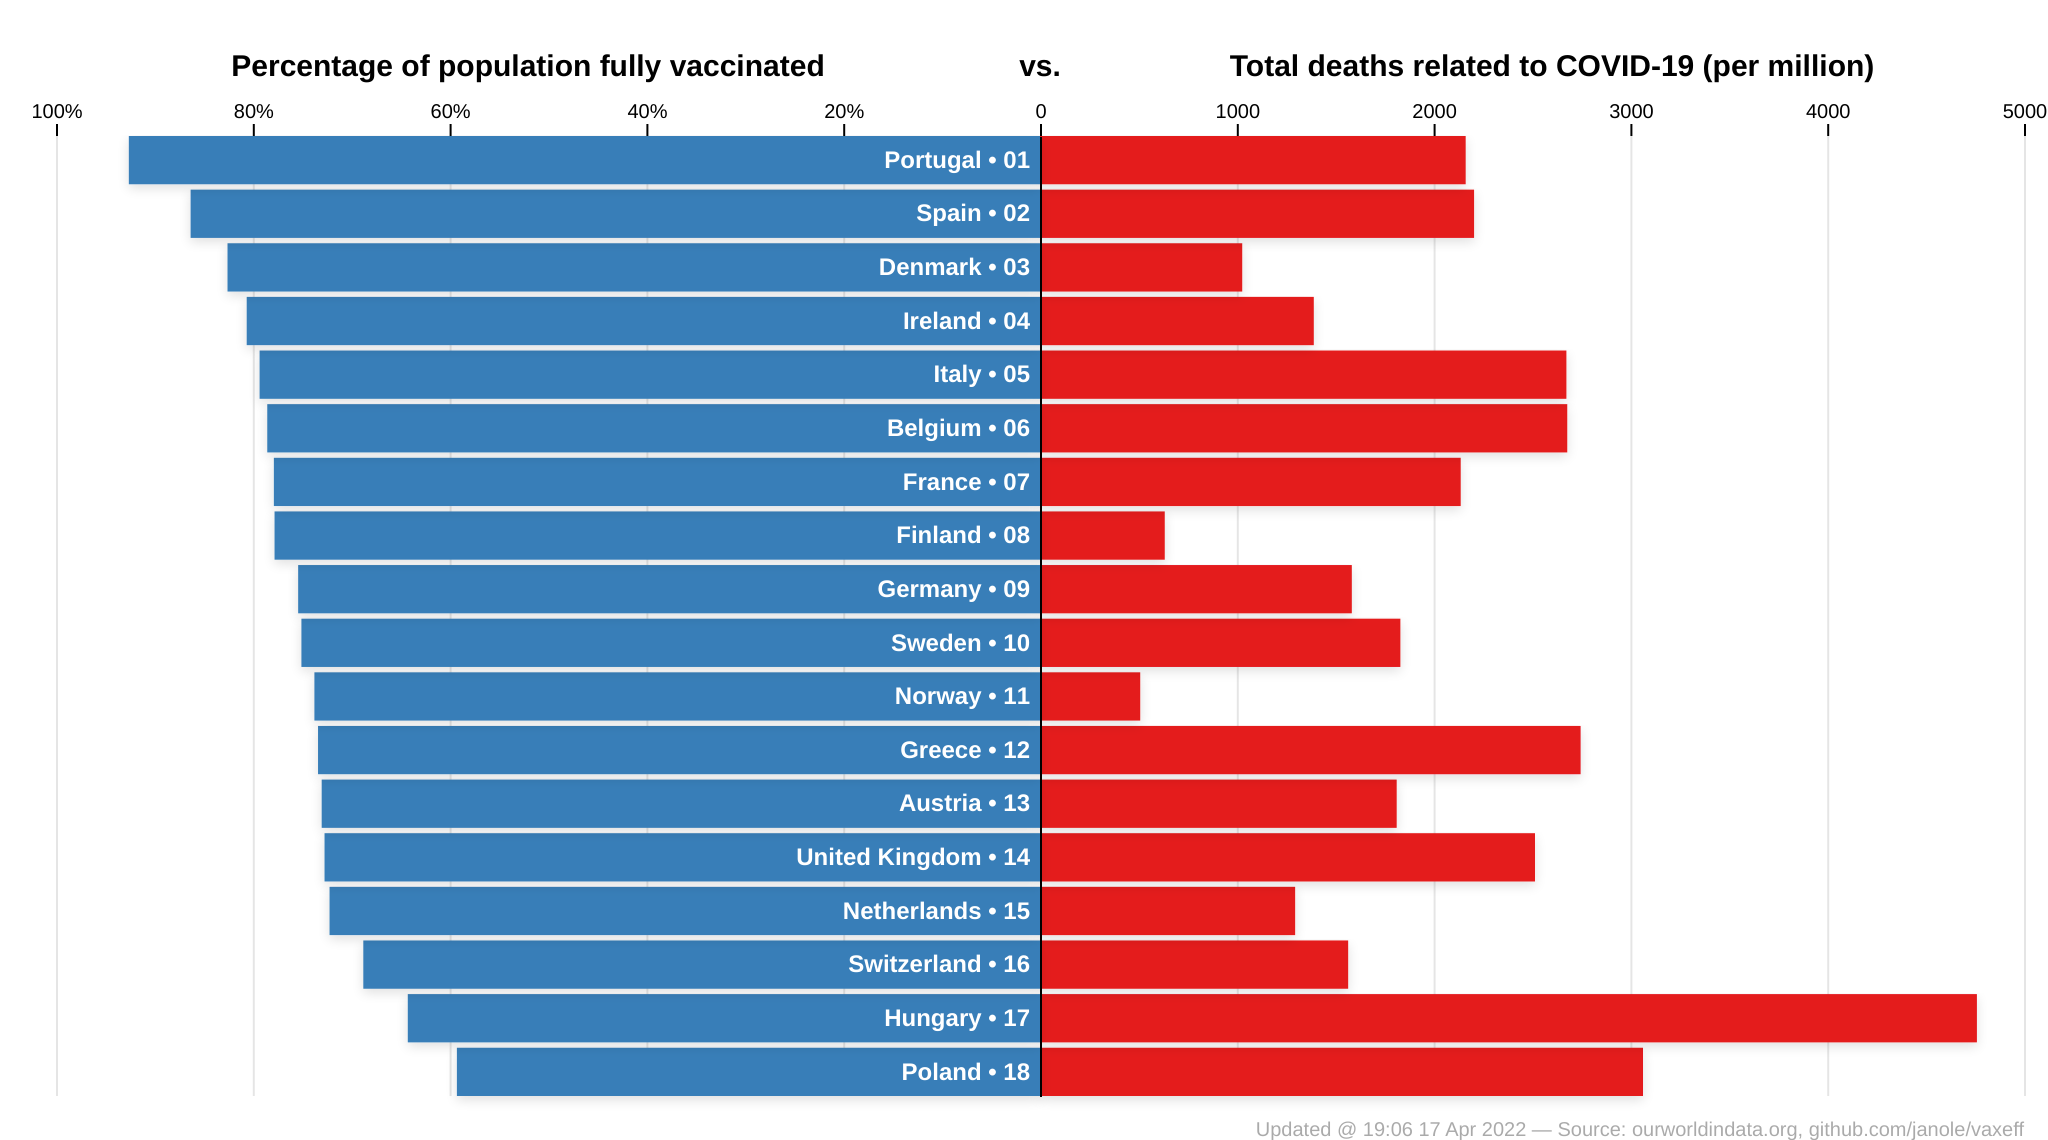 Percentage of population fully vaccinated vs. Total deaths related to COVID-19 (per million)
100% 80% 60% 40% 20% 0 1000 2000 3000 4000 5000
Portugal • 01
Spain • 02
Denmark • 03
Ireland • 04
Italy • 05
Belgium • 06
France • 07
Finland • 08
Germany • 09
Sweden • 10
Norway • 11
Greece • 12
Austria • 13
United Kingdom • 14
Netherlands • 15
Switzerland • 16
Hungary • 17
Poland • 18
Updated @ 19:06 17 Apr 2022 — Source: ourworldindata.org, github.com/janole/vaxeff